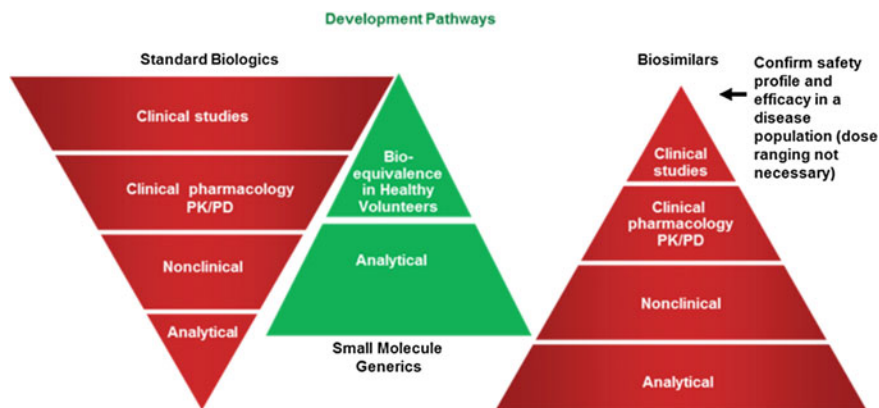 Development Pathways
Standard Biologics
Clinical studies
Clinical pharmacology
PK/PD
Nonclinical
Analytical
Bio-
equivalence
in Healthy
Volunteers
Analytical
Small Molecule
Generics
Biosimilars
Clinical
studies
Clinical
pharmacology
PK/PD
Nonclinical
Analytical
Confirm safety
profile and
efficacy in a
disease
population (dose
ranging not
necessary)